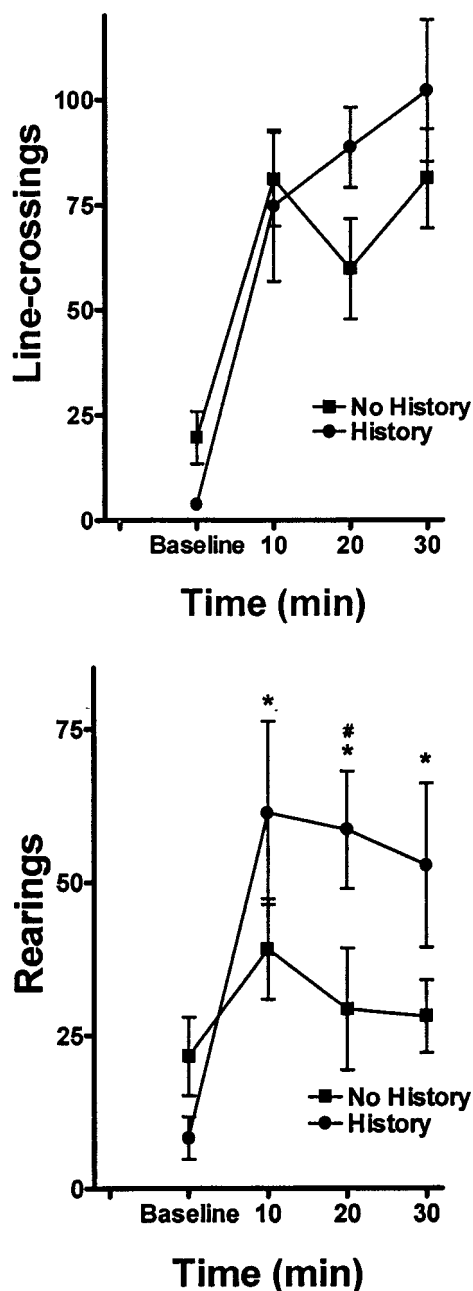 Line-crossings
100
75
50
25
0
No History
History
Baseline 10 20 30
Time (min)
Rearings
75
50
25
0
* # * *
No History
History
Baseline 10 20 30
Time (min)